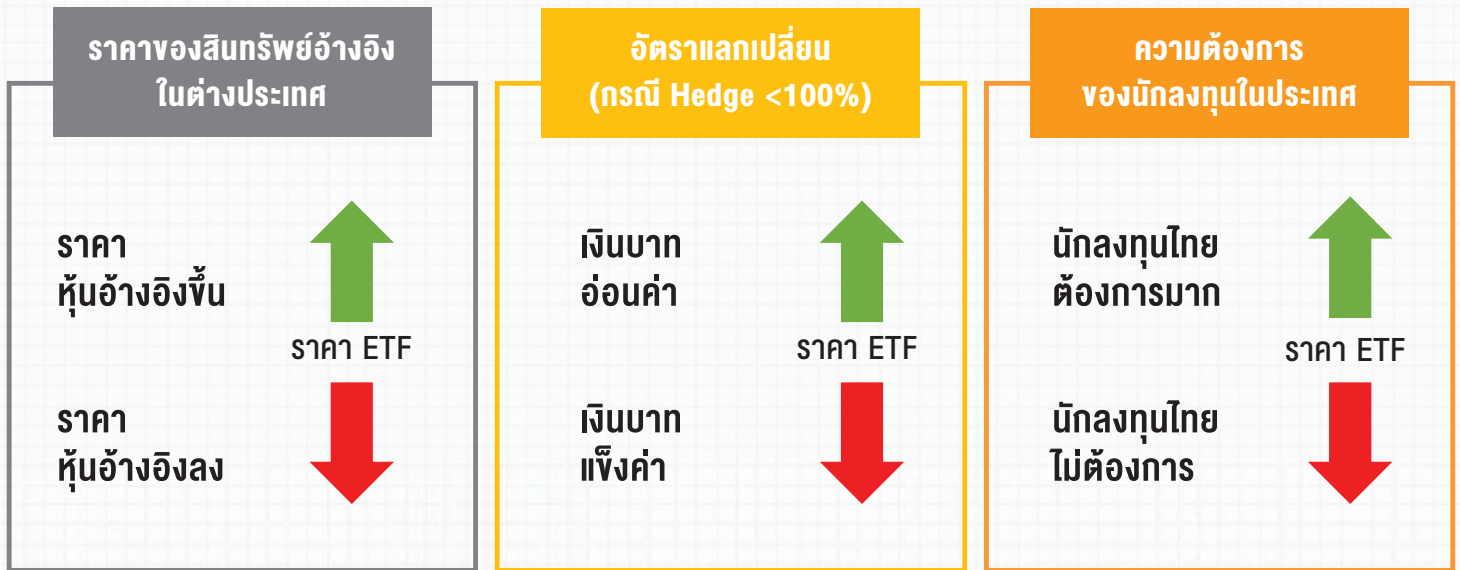 ราคาของสินทรัพย์อ้างอิง
ในต่างประเทศ
ราคา
หุ้นอ้างอิงขึ้น
ราคา ETF
ราคา
หุ้นอ้างอิงลง
อัตราแลกเปลี่ยน
(กรณี Hedge <100%)
เงินบาท
อ่อนค่า
ราคา ETF
เงินบาท
แข็งค่า
ความต้องการ
ของนักลงทุนในประเทศ
นักลงทุนไทย
ต้องการมาก
ราคา ETF
นักลงทุนไทย
ไม่ต้องการ